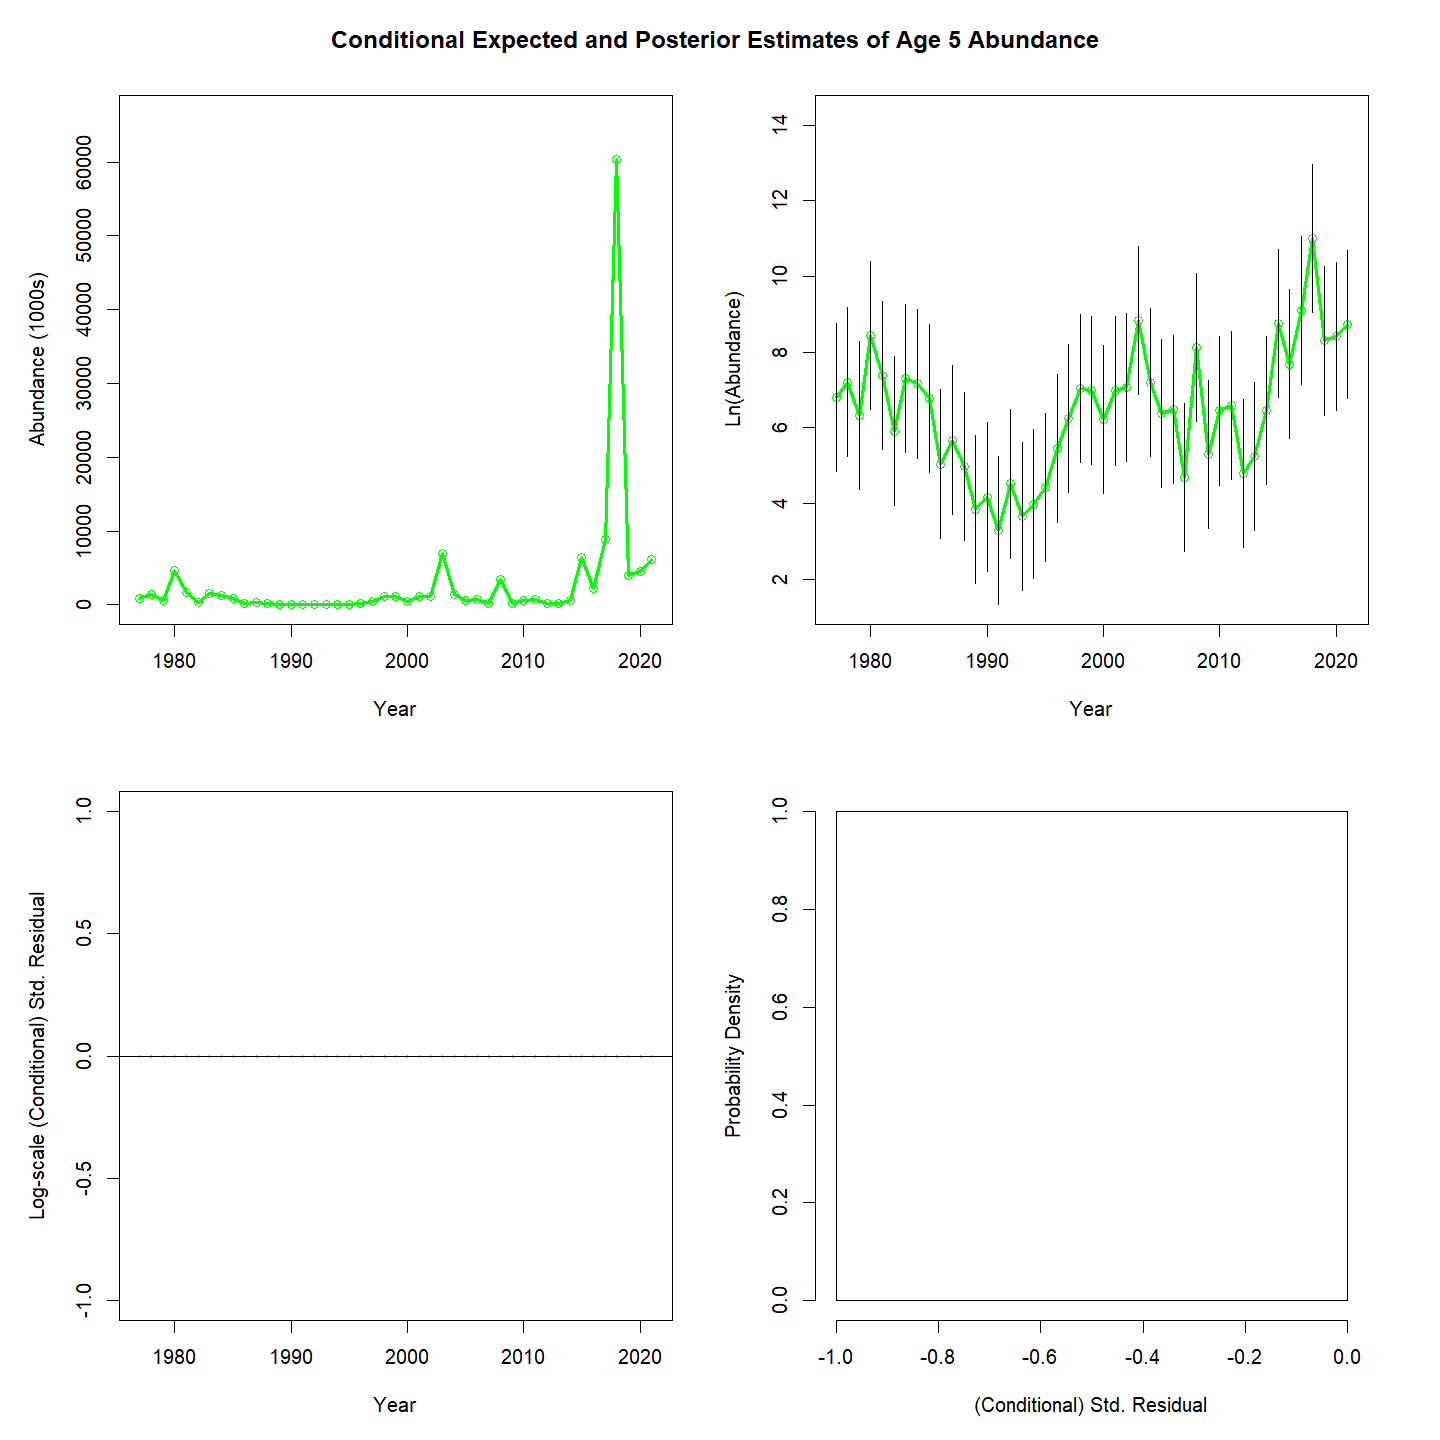 Conditional Expected and Posterior Estimates of Age 5 Abundance
Abundance (1000s)
60000
50000
40000
30000
20000
10000
0
1980 1990 2000 2010 2020
Year
Ln(Abundance)
14
12
10
8
6
4
2
1980 1990 2000 2010 2020
Year
Log-scale (Conditional) Std. Residual
1.0
0.5
0.0
-0.5
-1.0
1980 1990 2000 2010 2020
Year
Probability Density
1.0
0.8
0.6
0.4
0.2
0.0
-1.0 -0.8 -0.6 -0.4 -0.2 0.0
(Conditional) Std. Residual